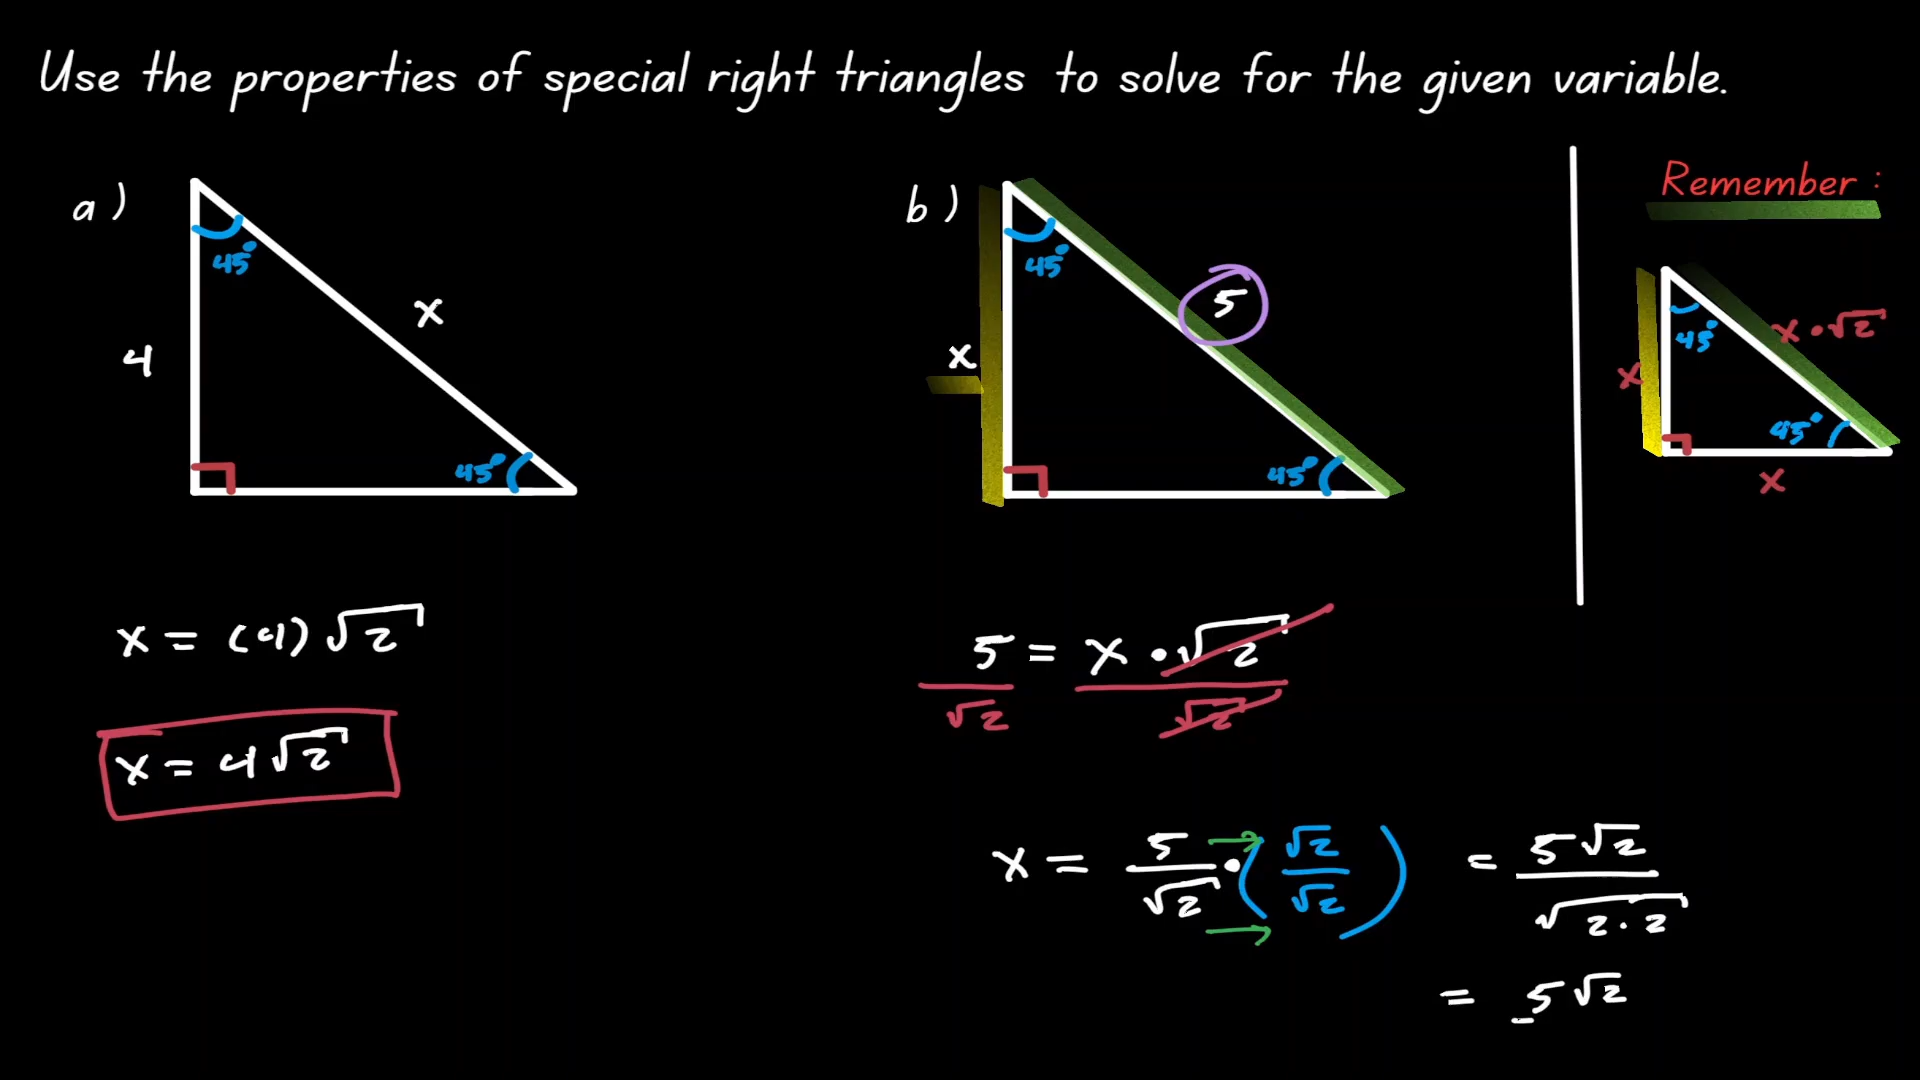 Use the properties of special right triangles to solve for the given variable.
a)
45°
x
4
45°
x = (4)√2
x = 4√2
b)
45°
5
x
45°
5 = x · √2
√2 √2
x = 5/√2 · (√2/√2) = 5√2/√(2·2)
= 5√2
Remember:
x · √2
45°
x
45°
x